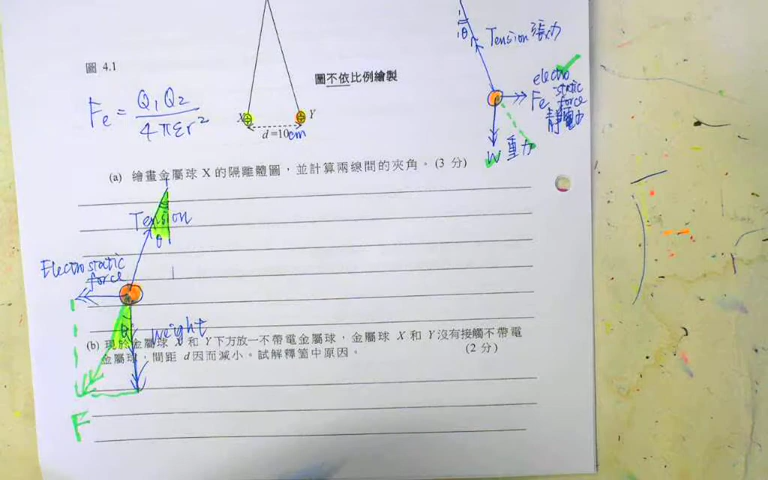 圖 4.1
Fe = Q1 Q2 / 4πεr²
X
Y
d=10cm
圖不依比例繪製
θ
Tension 張力
electro
static
Fe force
靜電力
W 重力
(a) 繪畫金屬球 X 的隔離體圖，並計算兩線間的夾角。(3 分)
Tension
θ
Electrostatic
force
θ
weight
(b) 現於金屬球 X 和 Y 下方放一不帶電金屬球，金屬球 X 和 Y 沒有接觸不帶電
金屬球，間距 d 因而減小。試解釋箇中原因。 (2 分)
F